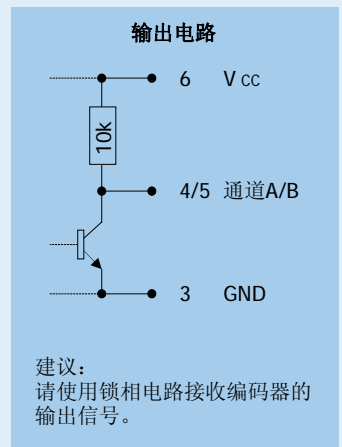 输出电路
6 Vcc
10k
4/5 通道A/B
3 GND
建议:
请使用锁相电路接收编码器的
输出信号。